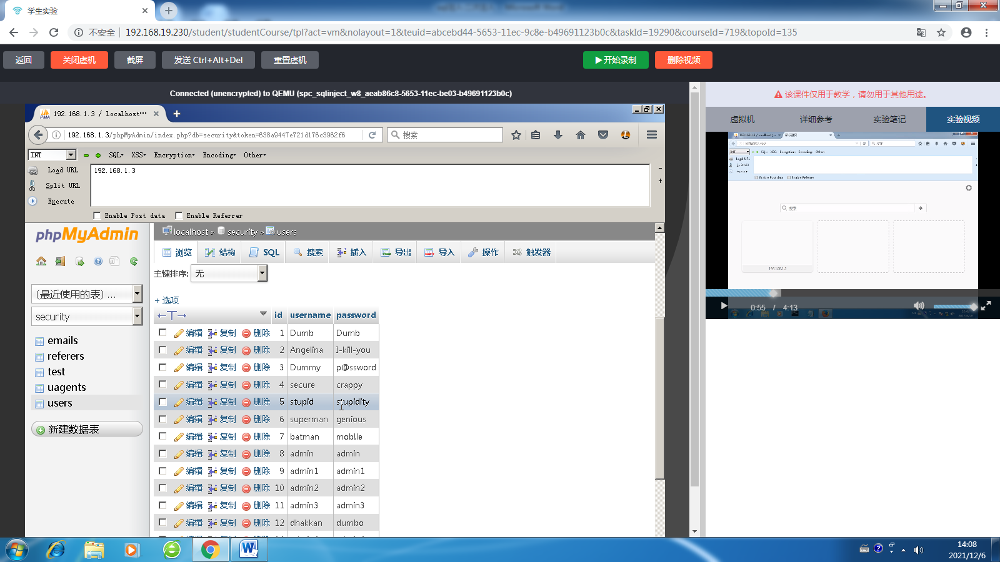 学生实验
不安全 192.168.19.230/student/studentCourse/tpl?act=vm&nolayout=1&teuid=abcebd44-5653-11ec-9c8e-b49691123b0c&taskId=19290&courseId=719&topoId=135
返回 关闭虚机 截屏 发送 Ctrl+Alt+Del 重置虚机 开始录制 删除视频
Connected (unencrypted) to QEMU (spc_sqlinject_w8_aeab86c8-5653-11ec-be03-b49691123b0c)
该课件仅用于教学，请勿用于其他用途。
虚拟机 详细参考 实验笔记 实验视频
192.168.1.3 / localhost…
192.168.1.3/phpMyAdmin/index.php?db=security&token=638a9447e721d176c3962f6
搜索
INT SQL- XSS- Encryption- Encoding- Other-
Load URL 192.168.1.3
Split URL
Execute
Enable Post data Enable Referrer
phpMyAdmin
(最近使用的表) ...
security
emails
referers
test
uagents
users
新建数据表
localhost » security » users
浏览 结构 SQL 搜索 插入 导出 导入 操作 触发器
主键排序: 无
+ 选项
←T→ id username password
编辑 复制 删除 1 Dumb Dumb
编辑 复制 删除 2 Angelina I-kill-you
编辑 复制 删除 3 Dummy p@ssword
编辑 复制 删除 4 secure crappy
编辑 复制 删除 5 stupid stupidity
编辑 复制 删除 6 superman genious
编辑 复制 删除 7 batman mob!le
编辑 复制 删除 8 admin admin
编辑 复制 删除 9 admin1 admin1
编辑 复制 删除 10 admin2 admin2
编辑 复制 删除 11 admin3 admin3
编辑 复制 删除 12 dhakkan dumbo
Enable Post data Enable Referrer
搜索
192.168.1.3
0:55 / 4:13
14:08
2021/12/6